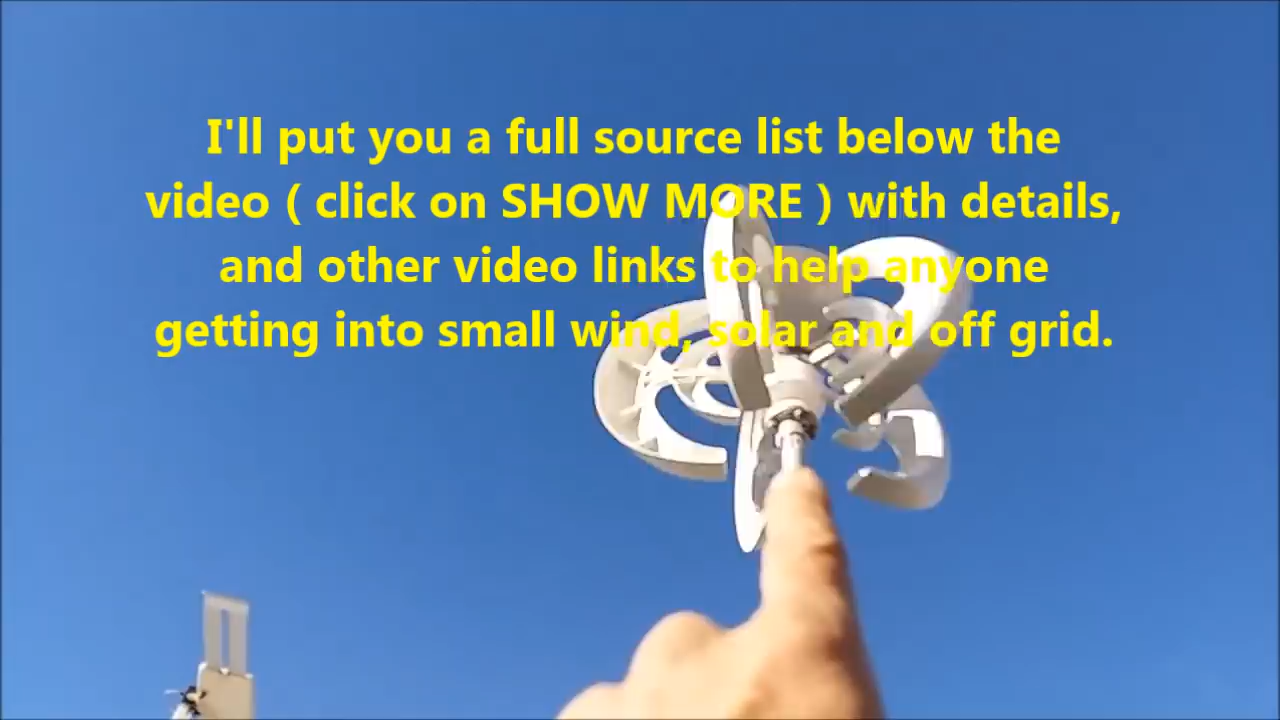 I'll put you a full source list below the
video ( click on SHOW MORE ) with details,
and other video links to help anyone
getting into small wind, solar and off grid.